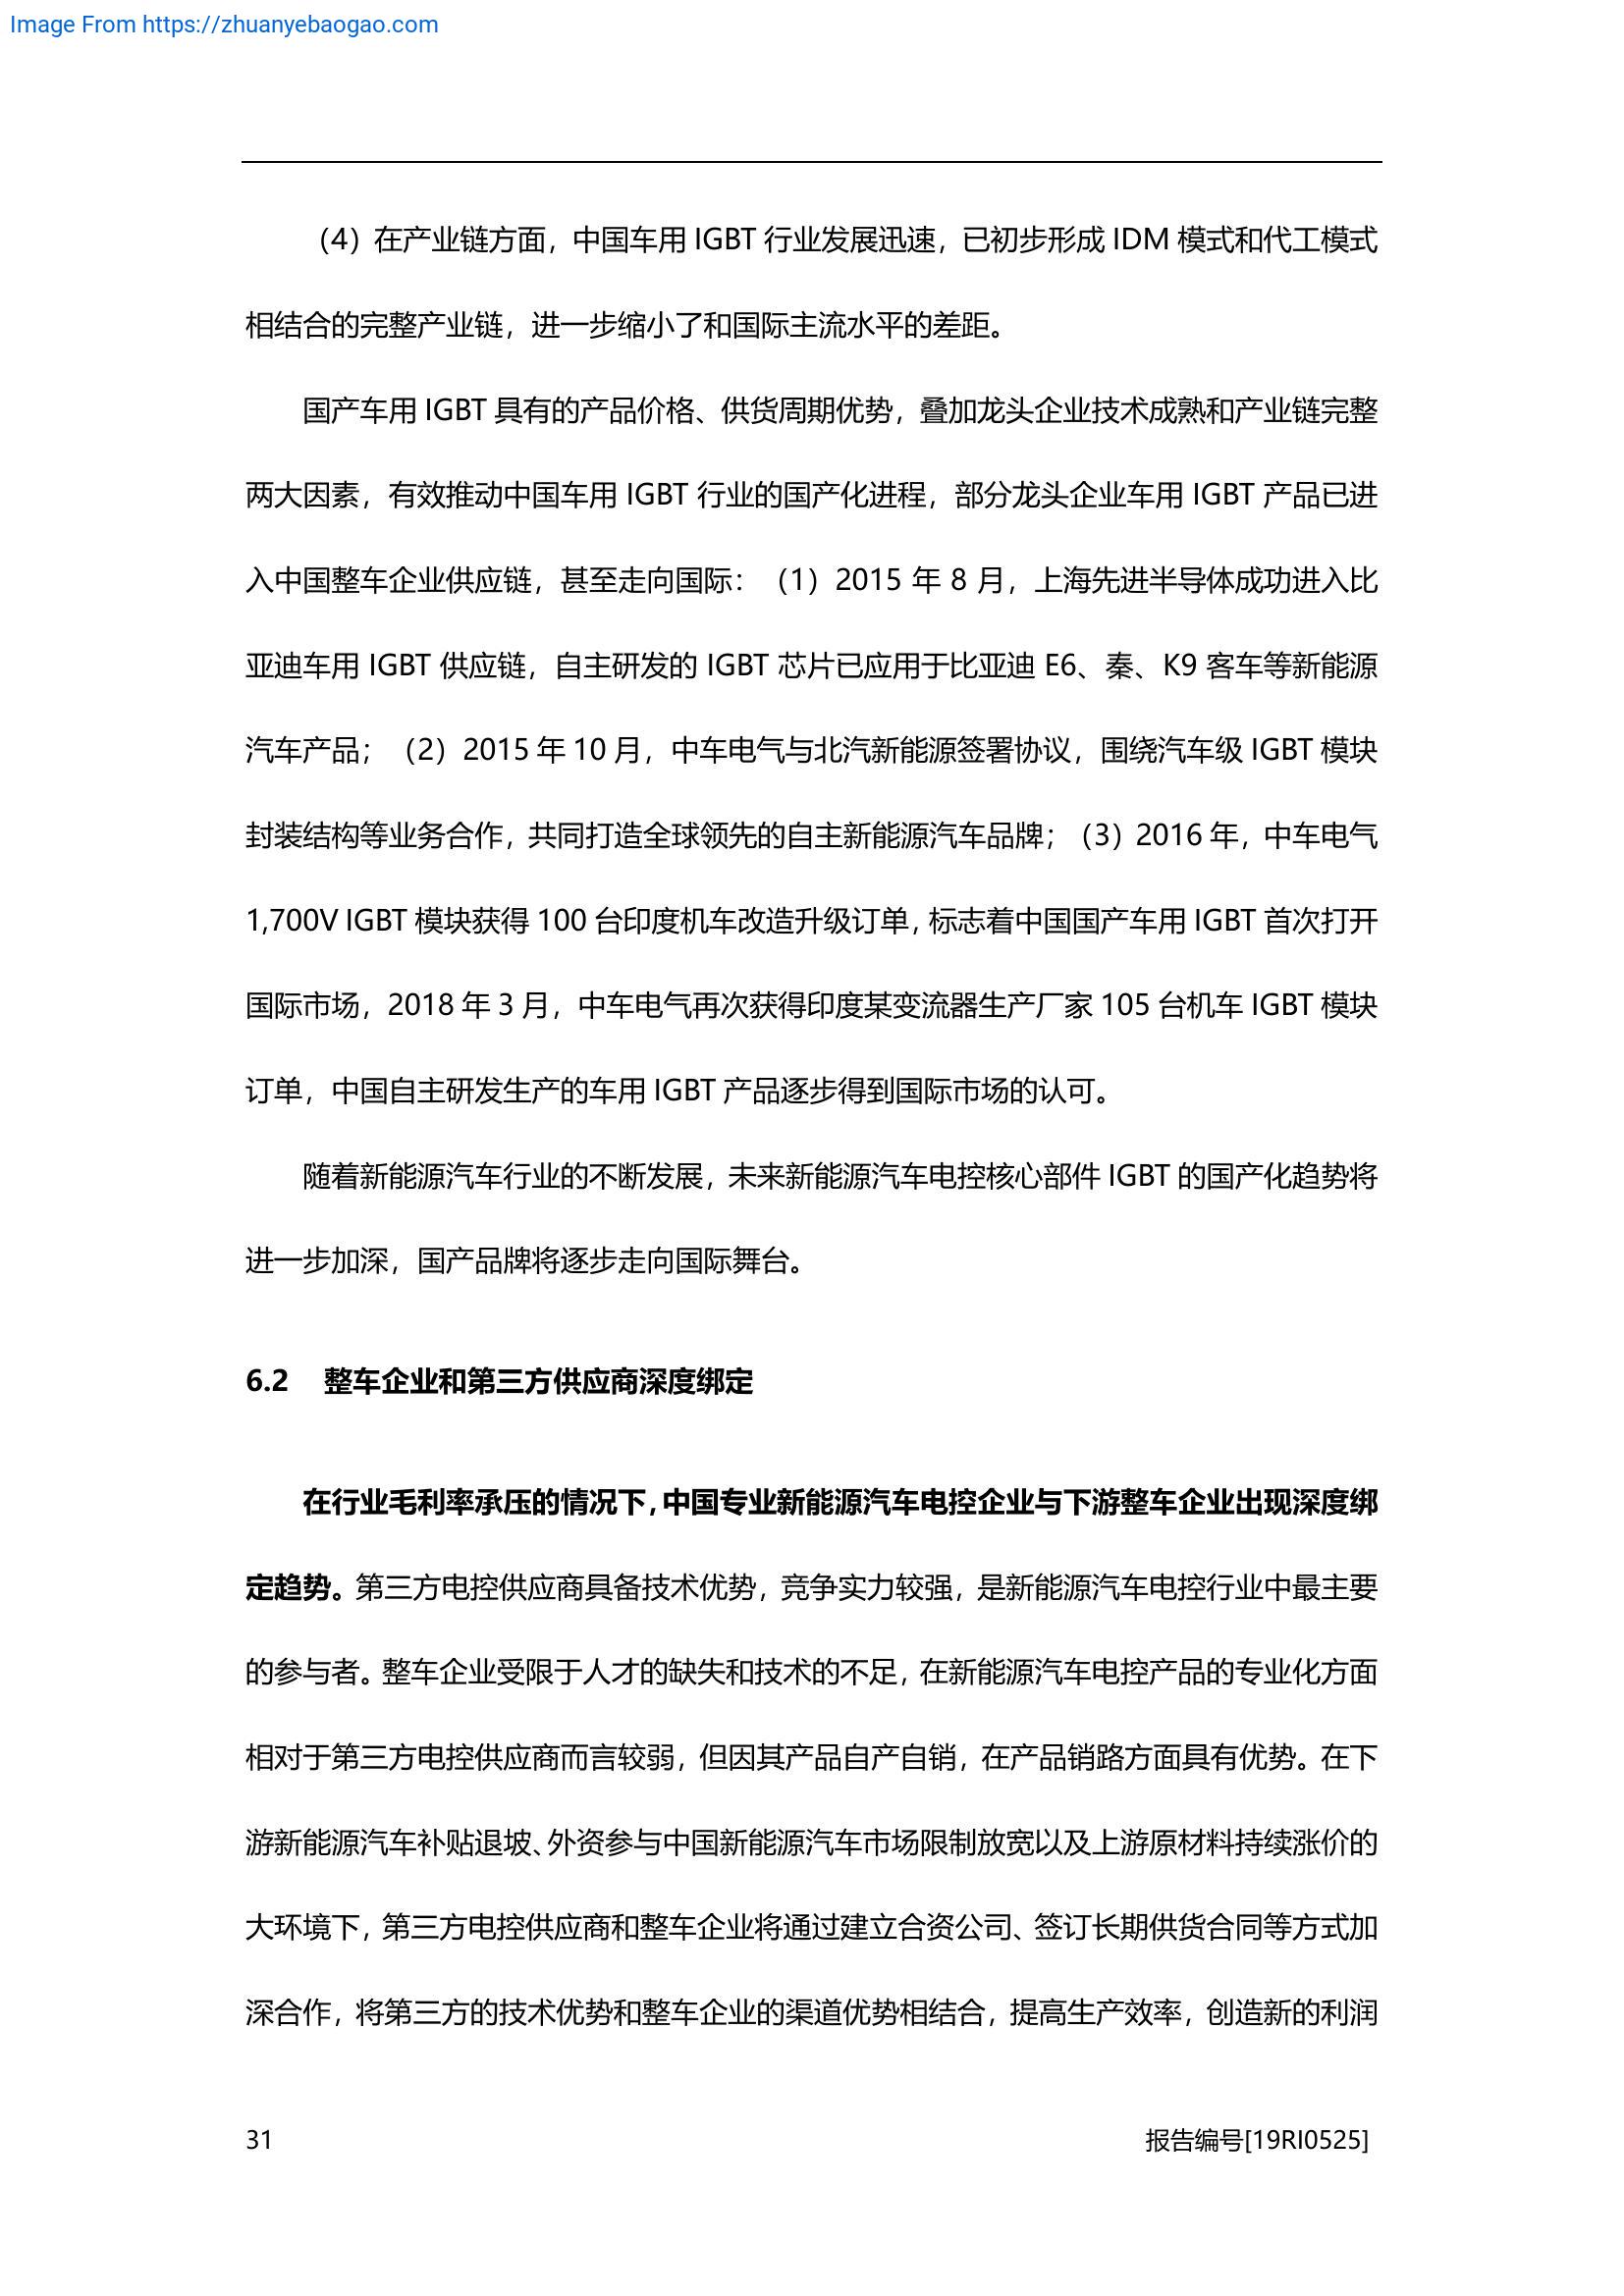 Image From https://zhuanyebaogao.com
（4）在产业链方面，中国车用 IGBT 行业发展迅速，已初步形成 IDM 模式和代工模式
相结合的完整产业链，进一步缩小了和国际主流水平的差距。
国产车用 IGBT 具有的产品价格、供货周期优势，叠加龙头企业技术成熟和产业链完整
两大因素，有效推动中国车用 IGBT 行业的国产化进程，部分龙头企业车用 IGBT 产品已进
入中国整车企业供应链，甚至走向国际：（1）2015 年 8 月，上海先进半导体成功进入比
亚迪车用 IGBT 供应链，自主研发的 IGBT 芯片已应用于比亚迪 E6、秦、K9 客车等新能源
汽车产品；（2）2015 年 10 月，中车电气与北汽新能源签署协议，围绕汽车级 IGBT 模块
封装结构等业务合作，共同打造全球领先的自主新能源汽车品牌；（3）2016 年，中车电气
1,700V IGBT 模块获得 100 台印度机车改造升级订单，标志着中国国产车用 IGBT 首次打开
国际市场，2018 年 3 月，中车电气再次获得印度某变流器生产厂家 105 台机车 IGBT 模块
订单，中国自主研发生产的车用 IGBT 产品逐步得到国际市场的认可。
随着新能源汽车行业的不断发展，未来新能源汽车电控核心部件 IGBT 的国产化趋势将
进一步加深，国产品牌将逐步走向国际舞台。
6.2 整车企业和第三方供应商深度绑定
在行业毛利率承压的情况下，中国专业新能源汽车电控企业与下游整车企业出现深度绑
定趋势。第三方电控供应商具备技术优势，竞争实力较强，是新能源汽车电控行业中最主要
的参与者。整车企业受限于人才的缺失和技术的不足，在新能源汽车电控产品的专业化方面
相对于第三方电控供应商而言较弱，但因其产品自产自销，在产品销路方面具有优势。在下
游新能源汽车补贴退坡、外资参与中国新能源汽车市场限制放宽以及上游原材料持续涨价的
大环境下，第三方电控供应商和整车企业将通过建立合资公司、签订长期供货合同等方式加
深合作，将第三方的技术优势和整车企业的渠道优势相结合，提高生产效率，创造新的利润
31 报告编号[19RI0525]